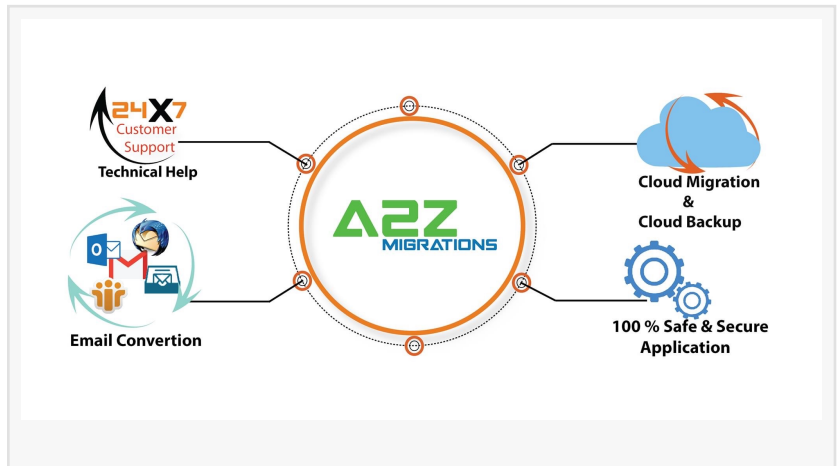 24X7
Customer
Support
Technical Help
Email Convertion
A2Z
MIGRATIONS
Cloud Migration
&
Cloud Backup
100 % Safe & Secure
Application